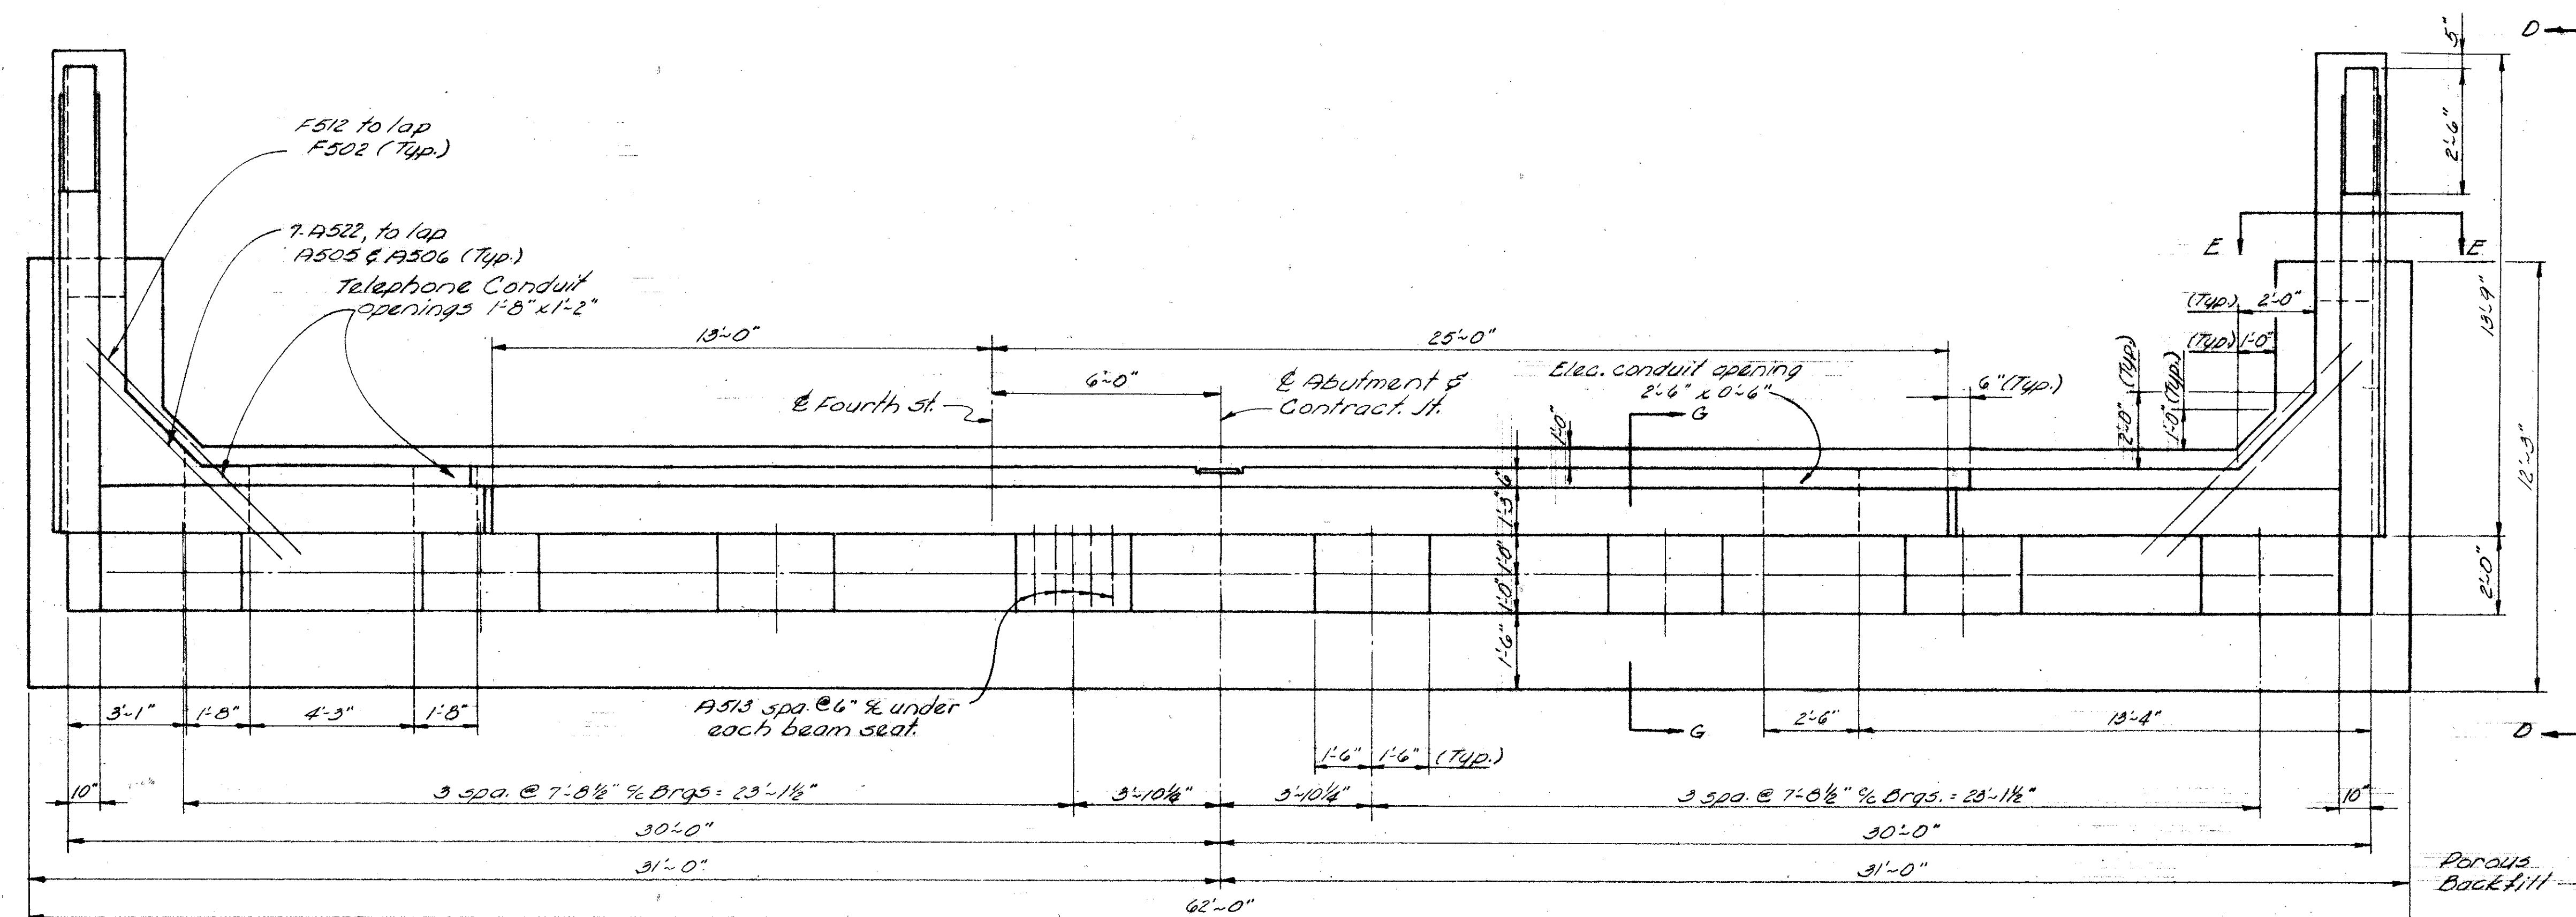 5"
D
F512 to lap
F502 (Typ.)
2'-6"
7-A522, to lap
A505 & A506 (Typ.)
E
E
Telephone Conduit
openings 1'-8" x 1'-2"
(Typ.) 2'-0"
13'-9"
13'-0"
25'-0"
(Typ.) 1'-0"
6'-0"
℄ Abutment &
Contract. Jt.
Elec. conduit opening
2'-6" x 0'-6"
6" (Typ.)
2'-0" (Typ.)
1'-0" (Typ.)
℄ Fourth St.
G
1'-0"
12'-3"
6"
1'-3"
1'-0"
1'-0"
2'-0"
1'-6"
3'-1"
1'-8"
4'-3"
1'-8"
A513 spa. @ 6" c/c under
each beam seat.
2'-6"
13'-4"
G
D
1'-6" 1'-6" (Typ.)
10"
3 spa. @ 7'-8½" c/c Brgs = 23'-1½"
3'-10¼"
3'-10¼"
3 spa. @ 7'-8½" c/c Brgs. = 23'-1½"
10"
30'-0"
30'-0"
31'-0"
31'-0"
Porous
Backfill
62'-0"